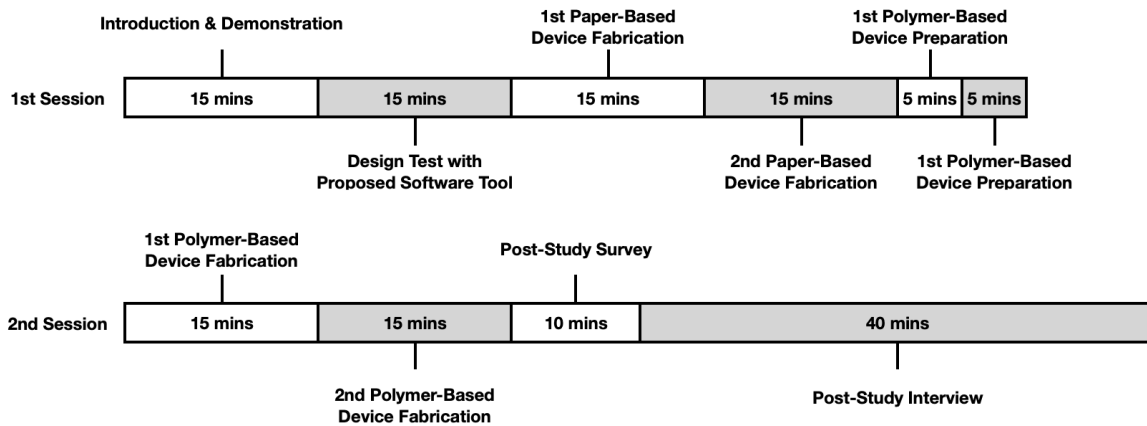 Introduction & Demonstration
1st Paper-Based
Device Fabrication
1st Polymer-Based
Device Preparation
1st Session
15 mins
15 mins
15 mins
15 mins
5 mins
5 mins
Design Test with
Proposed Software Tool
2nd Paper-Based
Device Fabrication
1st Polymer-Based
Device Preparation
1st Polymer-Based
Device Fabrication
Post-Study Survey
2nd Session
15 mins
15 mins
10 mins
40 mins
2nd Polymer-Based
Device Fabrication
Post-Study Interview